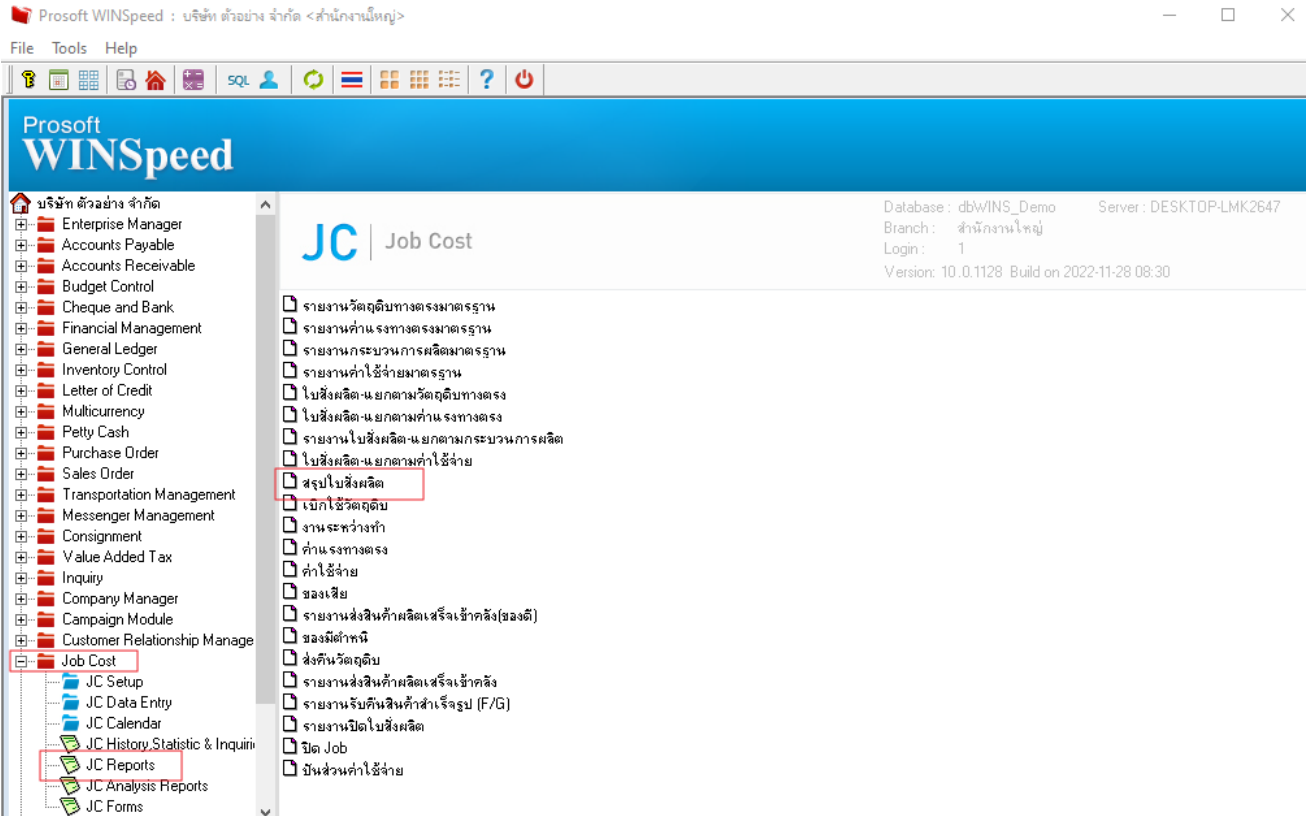 Prosoft WINSpeed : บริษัท ตัวอย่าง จำกัด <สำนักงานใหญ่>
File Tools Help
SQL
Prosoft
WINSpeed
บริษัท ตัวอย่าง จำกัด
Enterprise Manager
Accounts Payable
Accounts Receivable
Budget Control
Cheque and Bank
Financial Management
General Ledger
Inventory Control
Letter of Credit
Multicurrency
Petty Cash
Purchase Order
Sales Order
Transportation Management
Messenger Management
Consignment
Value Added Tax
Inquiry
Company Manager
Campaign Module
Customer Relationship Manage
Job Cost
JC Setup
JC Data Entry
JC Calendar
JC History,Statistic & Inquiri
JC Reports
JC Analysis Reports
JC Forms
JC Job Cost
Database : dbWINS_Demo Server : DESKTOP-LMK2647
Branch : สำนักงานใหญ่
Login : 1
Version: 10.0.1128 Build on 2022-11-28 08:30
รายงานวัตถุดิบทางตรงมาตรฐาน
รายงานค่าแรงทางตรงมาตรฐาน
รายงานกระบวนการผลิตมาตรฐาน
รายงานค่าใช้จ่ายมาตรฐาน
ใบสั่งผลิต-แยกตามวัตถุดิบทางตรง
ใบสั่งผลิต-แยกตามค่าแรงทางตรง
รายงานใบสั่งผลิต-แยกตามกระบวนการผลิต
ใบสั่งผลิต-แยกตามค่าใช้จ่าย
สรุปใบสั่งผลิต
เบิกใช้วัตถุดิบ
งานระหว่างทำ
ค่าแรงทางตรง
ค่าใช้จ่าย
ของเสีย
รายงานส่งสินค้าผลิตเสร็จเข้าคลัง(ของดี)
ของมีตำหนิ
ส่งคืนวัตถุดิบ
รายงานส่งสินค้าผลิตเสร็จเข้าคลัง
รายงานรับคืนสินค้าสำเร็จรูป (F/G)
รายงานปิดใบสั่งผลิต
ปิด Job
ปันส่วนค่าใช้จ่าย